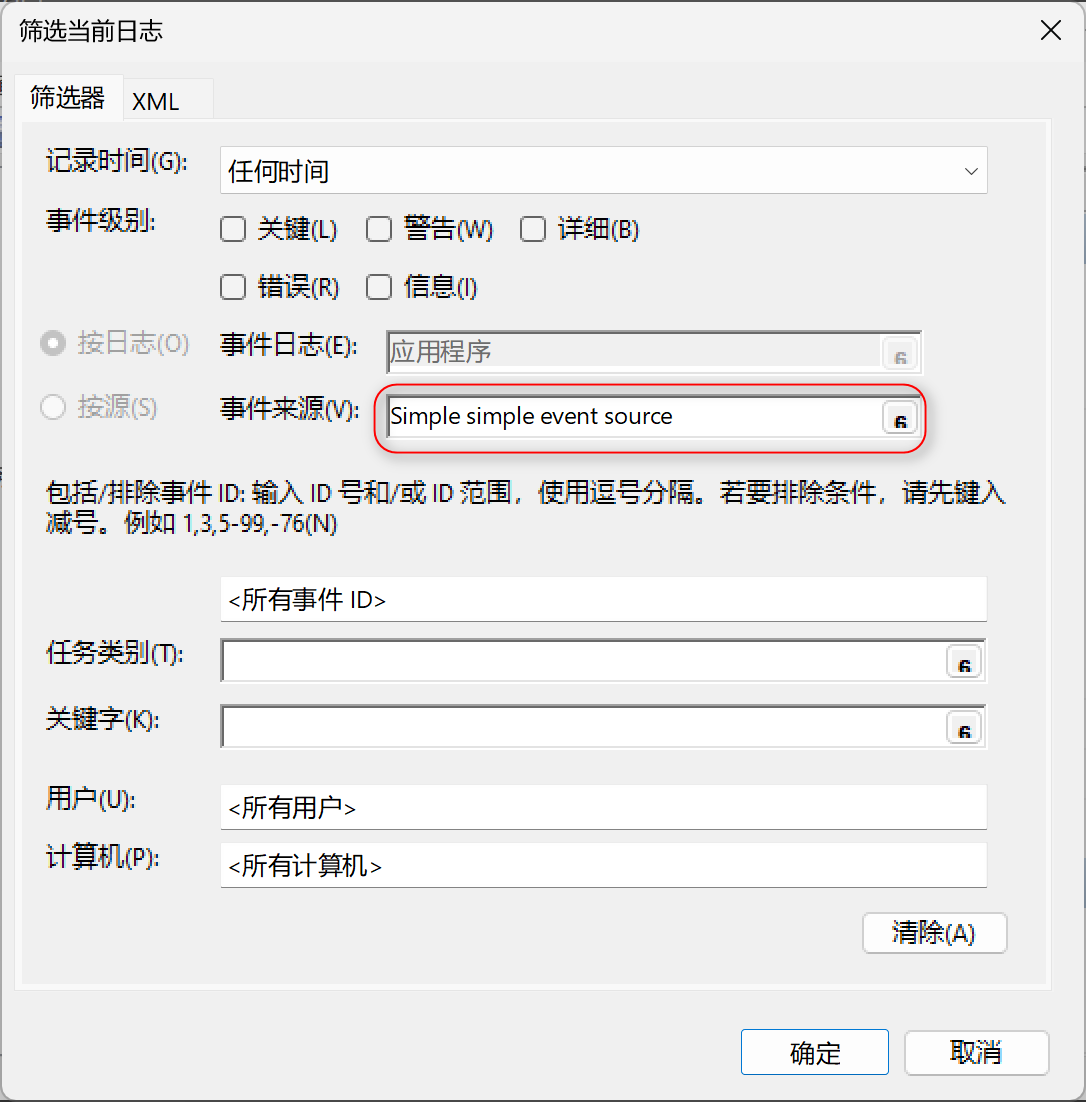 筛选当前日志
筛选器 XML
记录时间(G): 任何时间
事件级别: 关键(L) 警告(W) 详细(B)
错误(R) 信息(I)
按日志(O) 事件日志(E): 应用程序
按源(S) 事件来源(V): Simple simple event source
包括/排除事件 ID: 输入 ID 号和/或 ID 范围，使用逗号分隔。若要排除条件，请先键入
减号。例如 1,3,5-99,-76(N)
<所有事件 ID>
任务类别(T):
关键字(K):
用户(U): <所有用户>
计算机(P): <所有计算机>
清除(A)
确定 取消